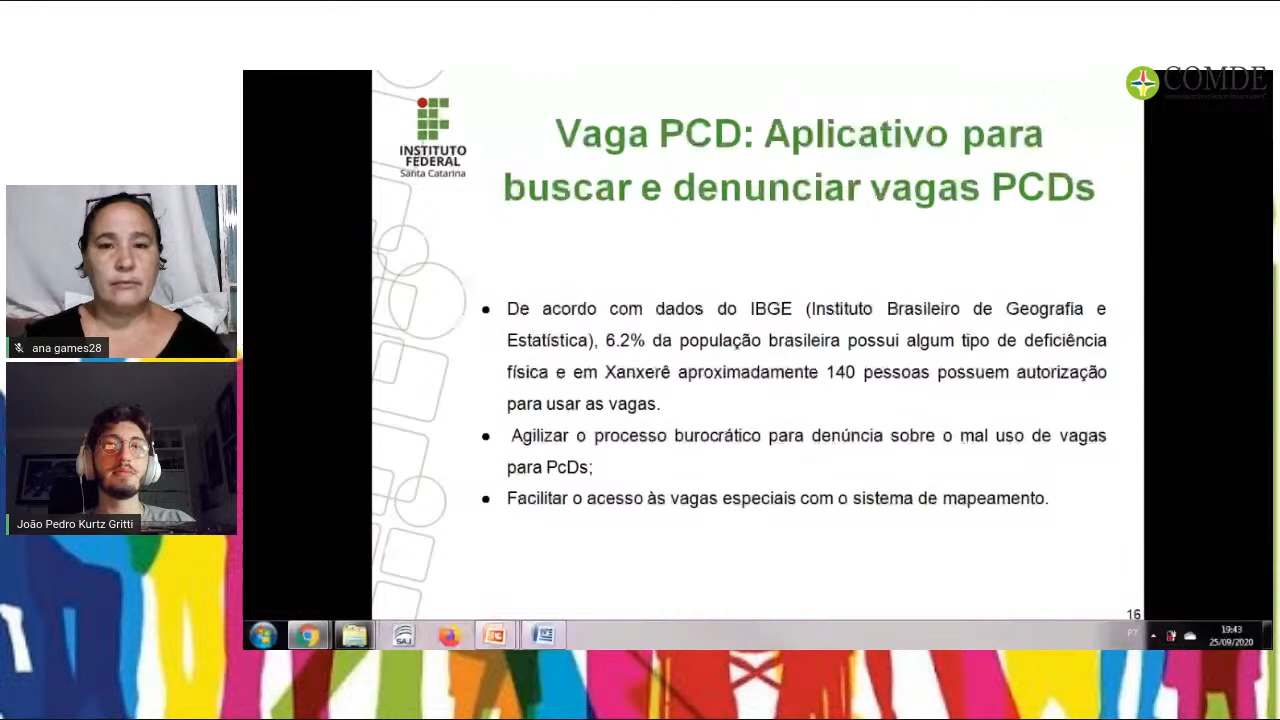 COMDE
INSTITUTO
FEDERAL
Santa Catarina
Vaga PCD: Aplicativo para
buscar e denunciar vagas PCDs
De acordo com dados do IBGE (Instituto Brasileiro de Geografia e
Estatística), 6.2% da população brasileira possui algum tipo de deficiência
física e em Xanxerê aproximadamente 140 pessoas possuem autorização
para usar as vagas.
Agilizar o processo burocrático para denúncia sobre o mal uso de vagas
para PcDs;
Facilitar o acesso às vagas especiais com o sistema de mapeamento.
16
ana games28
João Pedro Kurtz Gritti
SAJ
PT
19:43
25/09/2020